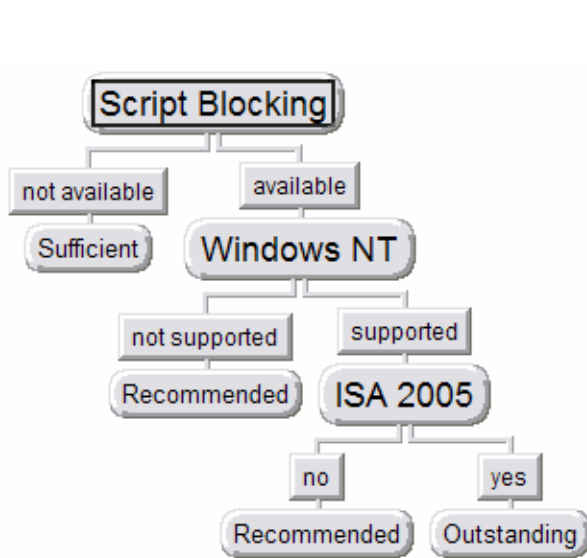 Script Blocking
not available
available
Sufficient
Windows NT
not supported
supported
Recommended
ISA 2005
no
yes
Recommended
Outstanding